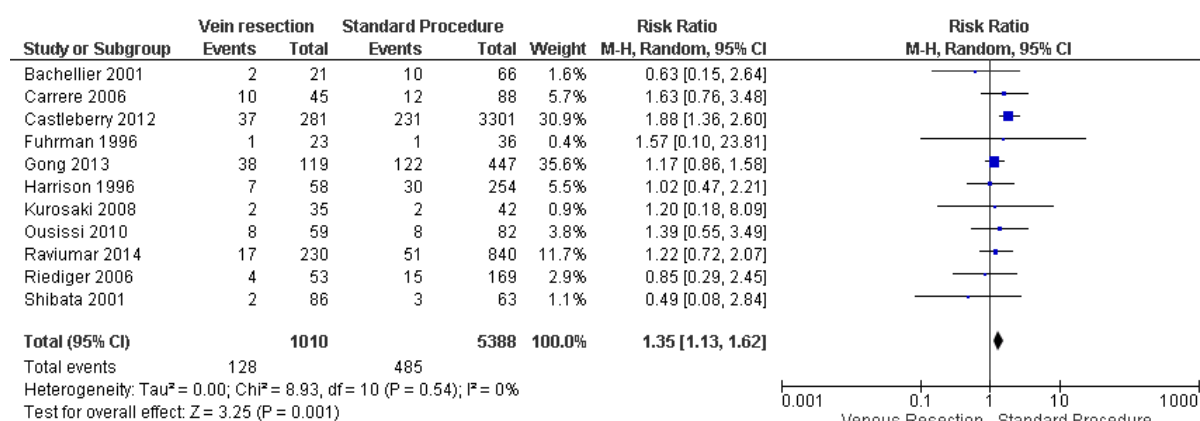 Vein resection Standard Procedure Risk Ratio Risk Ratio
Study or Subgroup Events Total Events Total Weight M-H, Random, 95% CI M-H, Random, 95% CI
Bachellier 2001 2 21 10 66 1.6% 0.63 [0.15, 2.64]
Carrere 2006 10 45 12 88 5.7% 1.63 [0.76, 3.48]
Castleberry 2012 37 281 231 3301 30.9% 1.88 [1.36, 2.60]
Fuhrman 1996 1 23 1 36 0.4% 1.57 [0.10, 23.81]
Gong 2013 38 119 122 447 35.6% 1.17 [0.86, 1.58]
Harrison 1996 7 58 30 254 5.5% 1.02 [0.47, 2.21]
Kurosaki 2008 2 35 2 42 0.9% 1.20 [0.18, 8.09]
Ousissi 2010 8 59 8 82 3.8% 1.39 [0.55, 3.49]
Raviumar 2014 17 230 51 840 11.7% 1.22 [0.72, 2.07]
Riediger 2006 4 53 15 169 2.9% 0.85 [0.29, 2.45]
Shibata 2001 2 86 3 63 1.1% 0.49 [0.08, 2.84]
Total (95% CI) 1010 5388 100.0% 1.35 [1.13, 1.62]
Total events 128 485
Heterogeneity: Tau² = 0.00; Chi² = 8.93, df = 10 (P = 0.54); I² = 0%
Test for overall effect: Z = 3.25 (P = 0.001)
0.001 0.1 1 10 1000
Venous Resection Standard Procedure